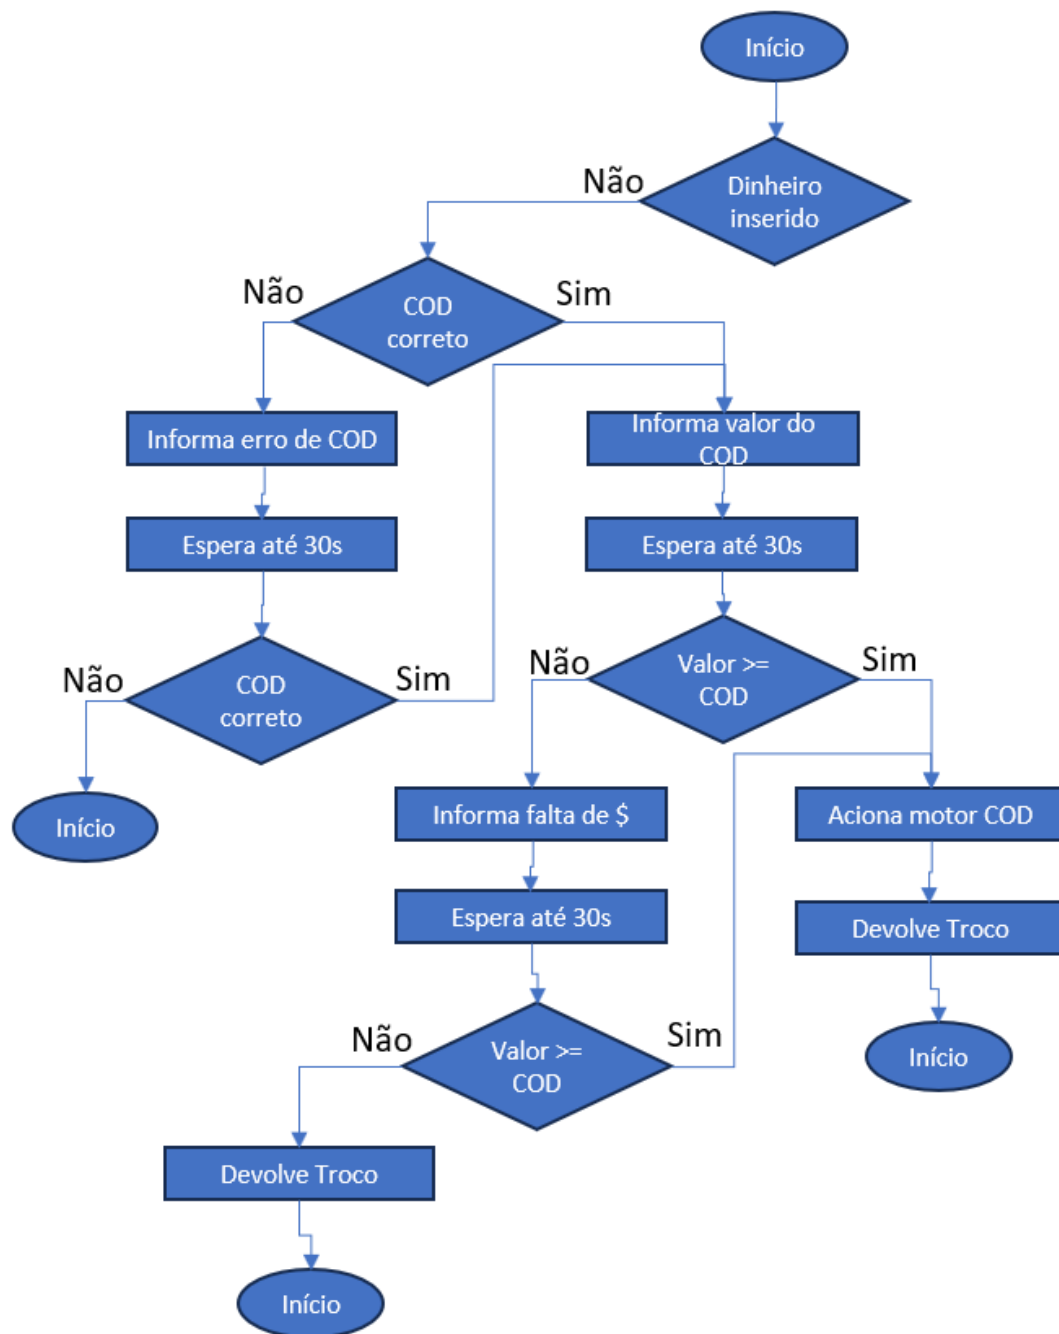 Início
Dinheiro
inserido
Não
COD
correto
Não
Sim
Informa erro de COD
Informa valor do
COD
Espera até 30s
Espera até 30s
COD
correto
Não
Sim
Valor >=
COD
Não
Sim
Início
Informa falta de $
Aciona motor COD
Espera até 30s
Devolve Troco
Valor >=
COD
Não
Sim
Início
Devolve Troco
Início